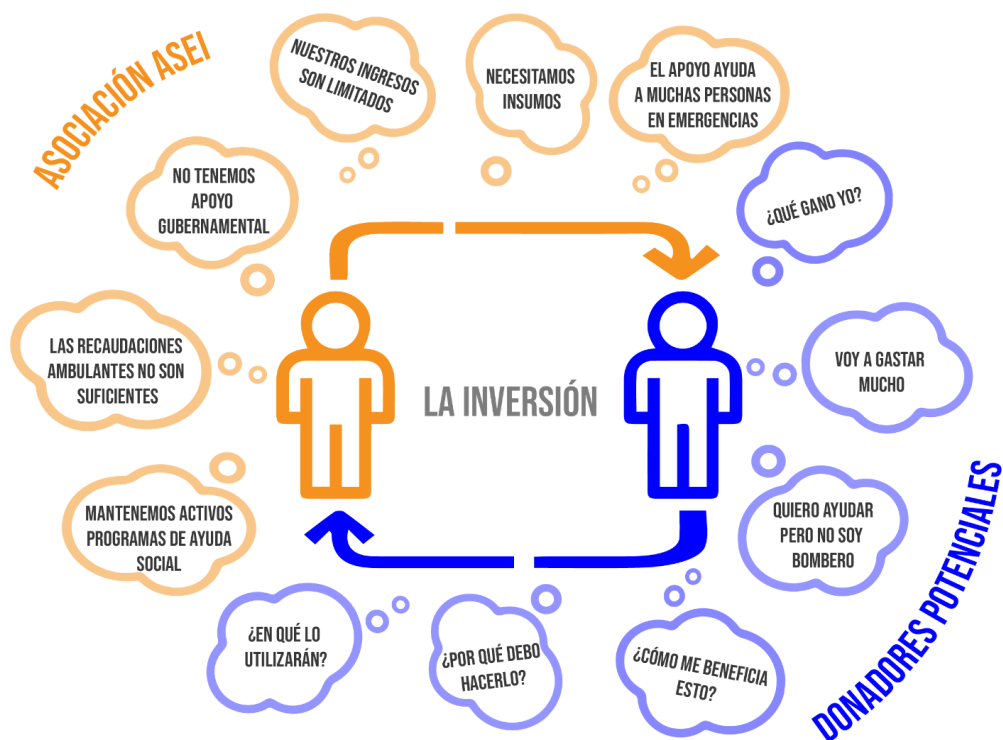 ASOCIACIÓN ASEI
NUESTROS INGRESOS
SON LIMITADOS
NECESITAMOS
INSUMOS
EL APOYO AYUDA
A MUCHAS PERSONAS
EN EMERGENCIAS
NO TENEMOS
APOYO
GUBERNAMENTAL
¿QUÉ GANO YO?
LAS RECAUDACIONES
AMBULANTES NO SON
SUFICIENTES
LA INVERSIÓN
VOY A GASTAR
MUCHO
MANTENEMOS ACTIVOS
PROGRAMAS DE AYUDA
SOCIAL
QUIERO AYUDAR
PERO NO SOY
BOMBERO
¿EN QUÉ LO
UTILIZARÁN?
¿POR QUÉ DEBO
HACERLO?
¿CÓMO ME BENEFICIA
ESTO?
DONADORES POTENCIALES